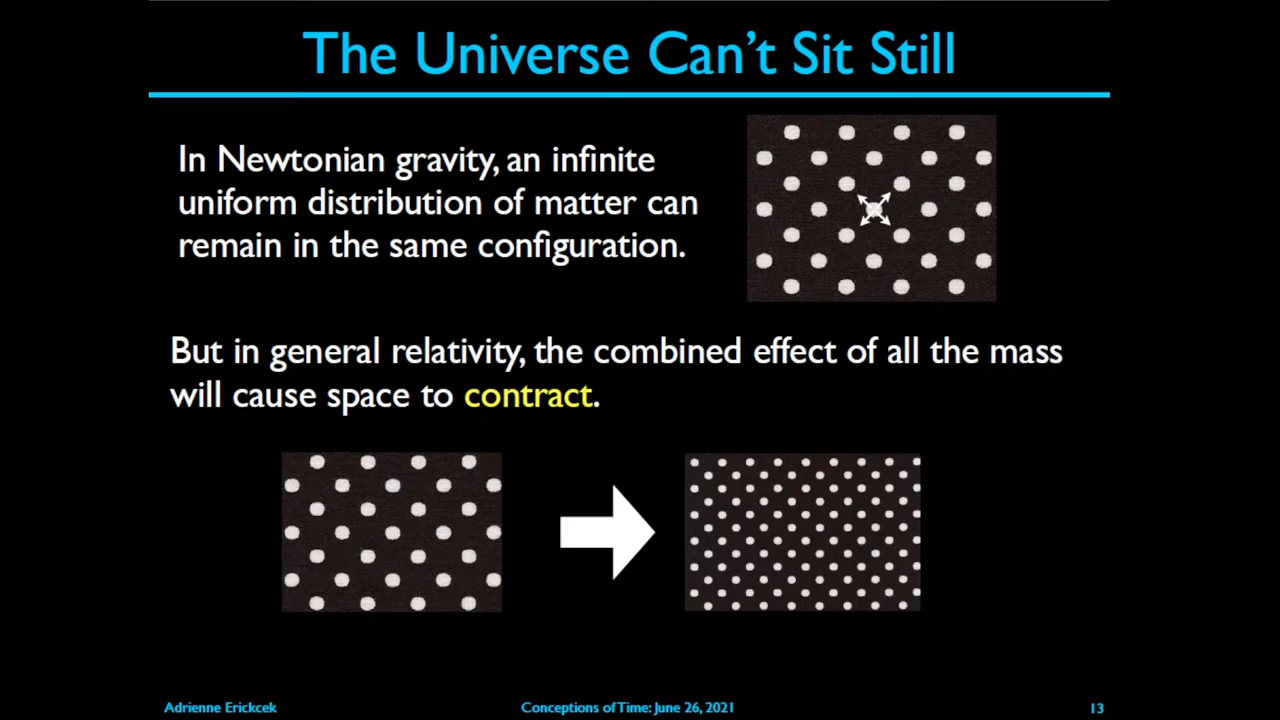 The Universe Can't Sit Still
In Newtonian gravity, an infinite
uniform distribution of matter can
remain in the same configuration.
But in general relativity, the combined effect of all the mass
will cause space to contract.
Adrienne Erickcek
Conceptions of Time: June 26, 2021
13